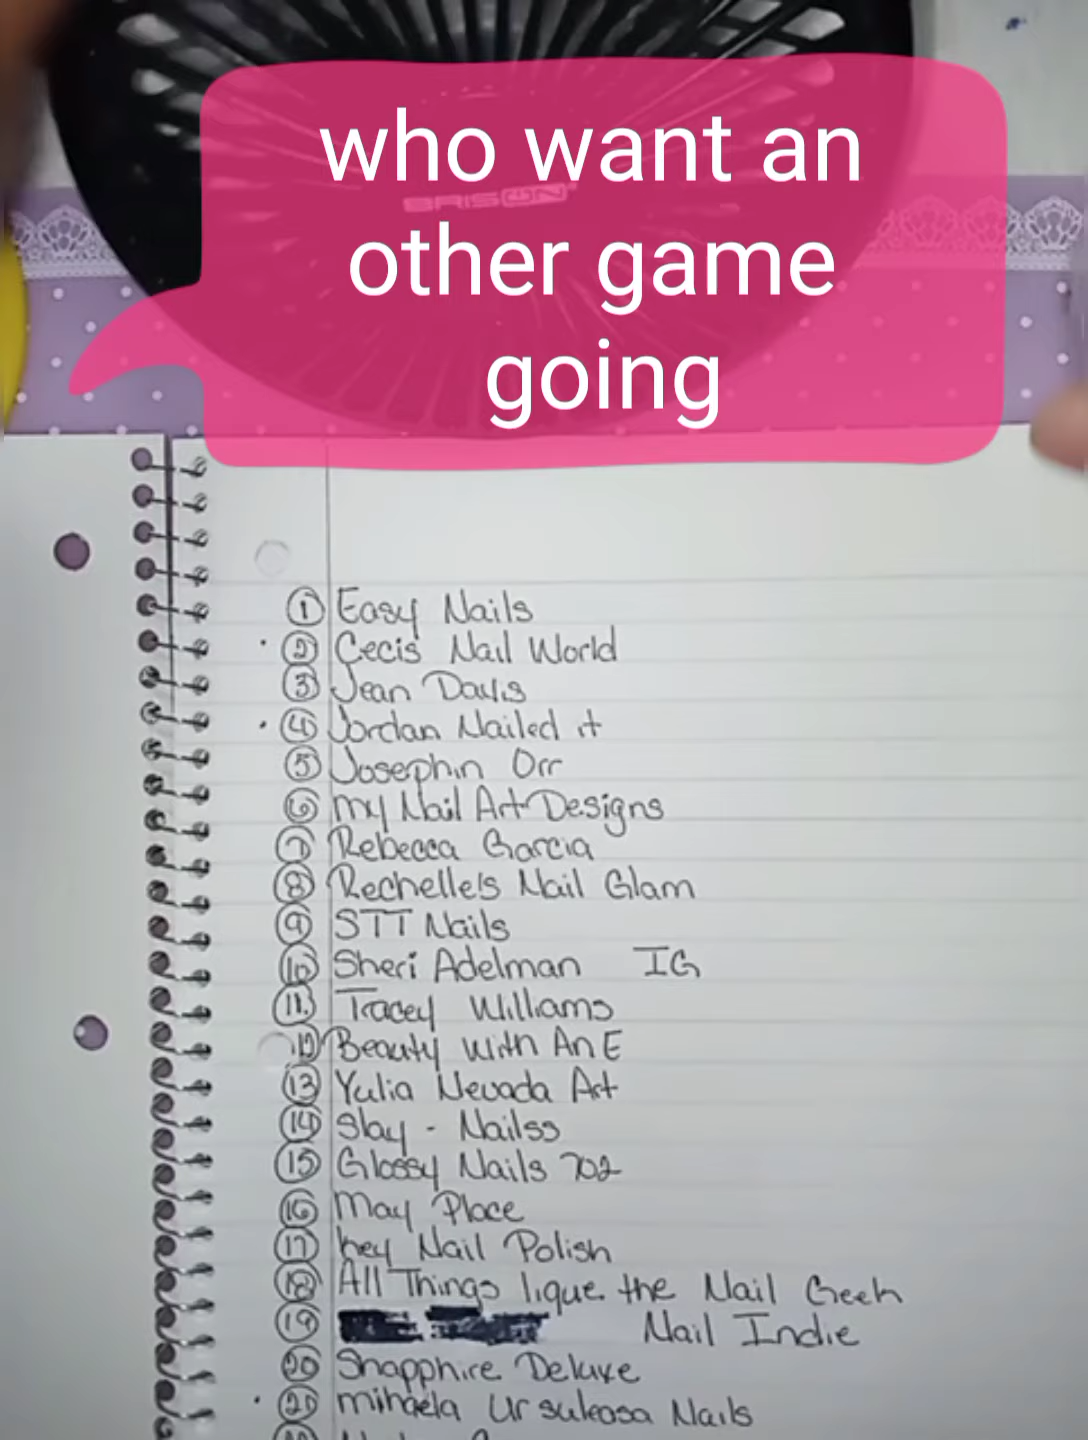 who want an
other game
going
BRISON
1 Easy Nails
2 Cecis Nail World
3 Jean Davis
4 Jordan Nailed it
5 Josephin Orr
6 my Nail Art Designs
7 Rebecca Garcia
8 Rechelle's Nail Glam
9 STT Nails
10 Sheri Adelman IG
11. Tracey Williams
12 Beauty with An E
13 Yulia Nevada Art
14 Slay - Nailss
15 Glossy Nails 702
16 May Place
17 hey Nail Polish
18 All Things lique the Nail Geek
19 Nail Indie
20 Shapphire Deluxe
21 mihaela Ursuleasa Nails